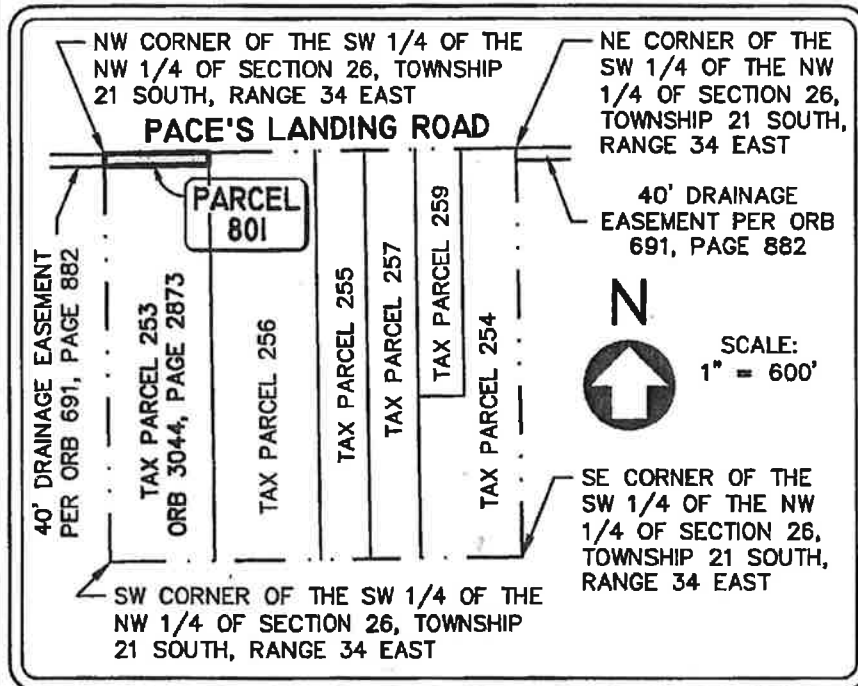 NW CORNER OF THE SW 1/4 OF THE
NW 1/4 OF SECTION 26, TOWNSHIP
21 SOUTH, RANGE 34 EAST
NE CORNER OF THE
SW 1/4 OF THE NW
1/4 OF SECTION 26,
TOWNSHIP 21 SOUTH,
RANGE 34 EAST
PACE'S LANDING ROAD
PARCEL
801
40' DRAINAGE
EASEMENT PER ORB
691, PAGE 882
40' DRAINAGE EASEMENT
PER ORB 691, PAGE 882
TAX PARCEL 253
ORB 3044, PAGE 2873
TAX PARCEL 256
TAX PARCEL 255
TAX PARCEL 257
TAX PARCEL 259
TAX PARCEL 254
N
SCALE:
1" = 600'
SE CORNER OF THE
SW 1/4 OF THE NW
1/4 OF SECTION 26,
TOWNSHIP 21 SOUTH,
RANGE 34 EAST
SW CORNER OF THE SW 1/4 OF THE
NW 1/4 OF SECTION 26, TOWNSHIP
21 SOUTH, RANGE 34 EAST